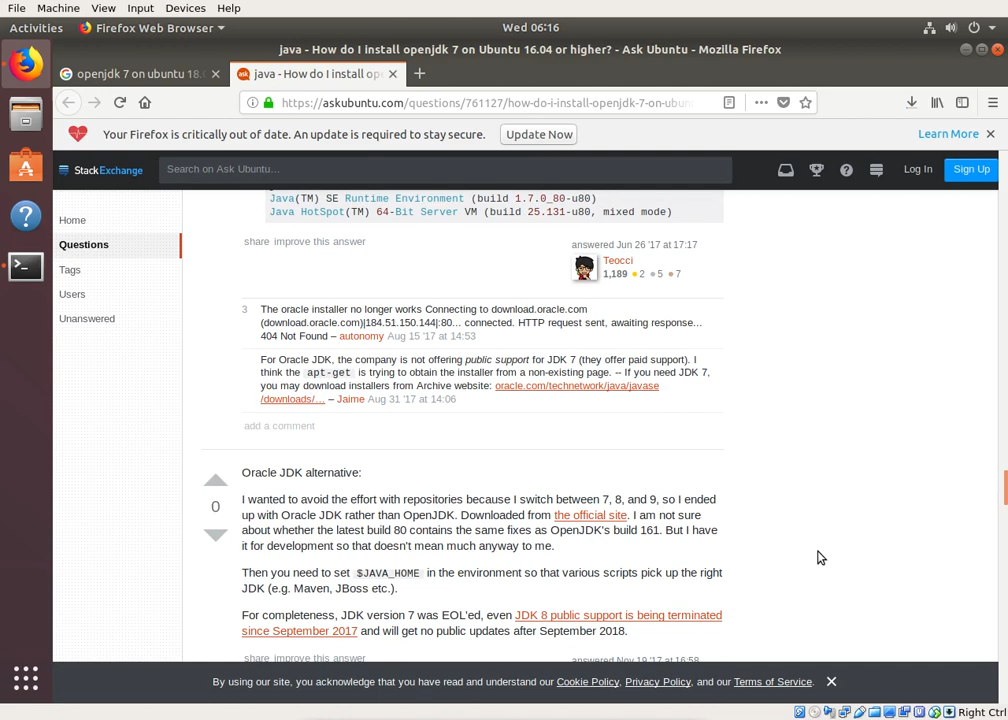 File Machine View Input Devices Help
Activities Firefox Web Browser Wed 06:16
java - How do I install openjdk 7 on Ubuntu 16.04 or higher? - Ask Ubuntu - Mozilla Firefox
openjdk 7 on ubuntu 18. java - How do I install op
https://askubuntu.com/questions/761127/how-do-i-install-openjdk-7-on-ubun
Your Firefox is critically out of date. An update is required to stay secure. Update Now Learn More
StackExchange Search on Ask Ubuntu… Log In Sign Up
Java(TM) SE Runtime Environment (build 1.7.0_80-u80)
Java HotSpot(TM) 64-Bit Server VM (build 25.131-u80, mixed mode)
Home
Questions
Tags
Users
Unanswered
share improve this answer answered Jun 26 '17 at 17:17
Teocci
1,189 2 5 7
3 The oracle installer no longer works Connecting to download.oracle.com
(download.oracle.com)|184.51.150.144|:80... connected. HTTP request sent, awaiting response...
404 Not Found – autonomy Aug 15 '17 at 14:53
For Oracle JDK, the company is not offering public support for JDK 7 (they offer paid support). I
think the apt-get is trying to obtain the installer from a non-existing page. -- If you need JDK 7,
you may download installers from Archive website: oracle.com/technetwork/java/javase
/downloads/… – Jaime Aug 31 '17 at 14:06
add a comment
Oracle JDK alternative:
0
I wanted to avoid the effort with repositories because I switch between 7, 8, and 9, so I ended
up with Oracle JDK rather than OpenJDK. Downloaded from the official site. I am not sure
about whether the latest build 80 contains the same fixes as OpenJDK's build 161. But I have
it for development so that doesn't mean much anyway to me.
Then you need to set $JAVA_HOME in the environment so that various scripts pick up the right
JDK (e.g. Maven, JBoss etc.).
For completeness, JDK version 7 was EOL'ed, even JDK 8 public support is being terminated
since September 2017 and will get no public updates after September 2018.
share improve this answer answered Nov 19 '17 at 16:58
By using our site, you acknowledge that you have read and understand our Cookie Policy, Privacy Policy, and our Terms of Service.
Right Ctrl